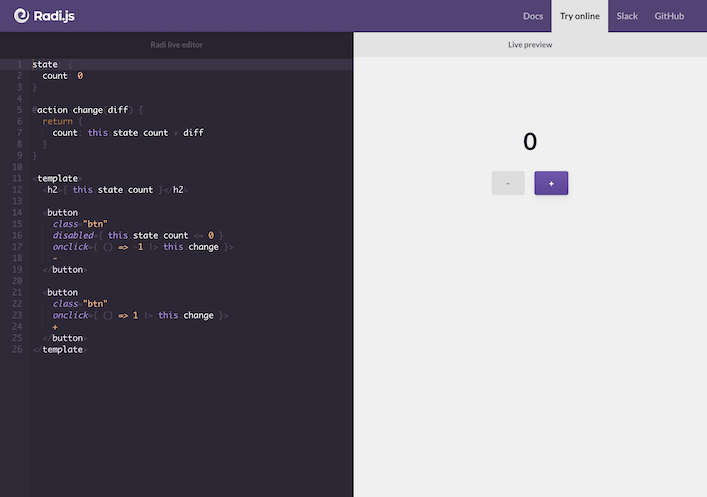 Radi.js
Docs
Try online
Slack
GitHub
Radi live editor
Live preview
1 state: {
2 count: 0
3 }
4
5 @action change(diff) {
6 return {
7 count: this.state.count + diff
8 }
9 }
10
11 <template>
12 <h2>{ this.state.count }</h2>
13
14 <button
15 class="btn"
16 disabled={ this.state.count <= 0 }
17 onclick={ () => -1 |> this.change }>
18 -
19 </button>
20
21 <button
22 class="btn"
23 onclick={ () => 1 |> this.change }>
24 +
25 </button>
26 </template>
0
-
+